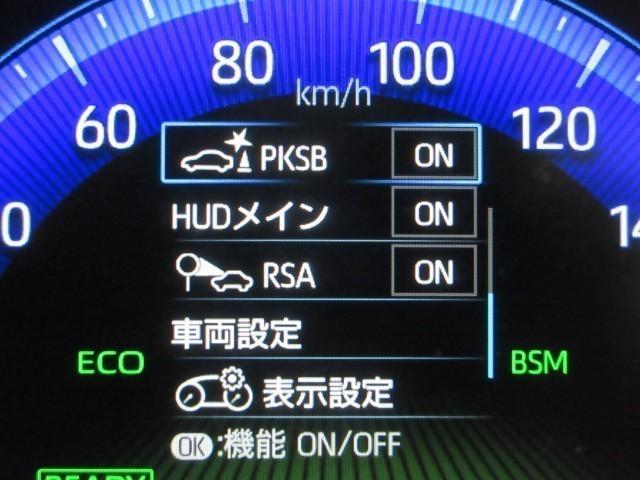 80 100
km/h
60 120
PKSB ON
HUDメイン ON
RSA ON
車両設定
ECO BSM
表示設定
OK:機能 ON/OFF
READY